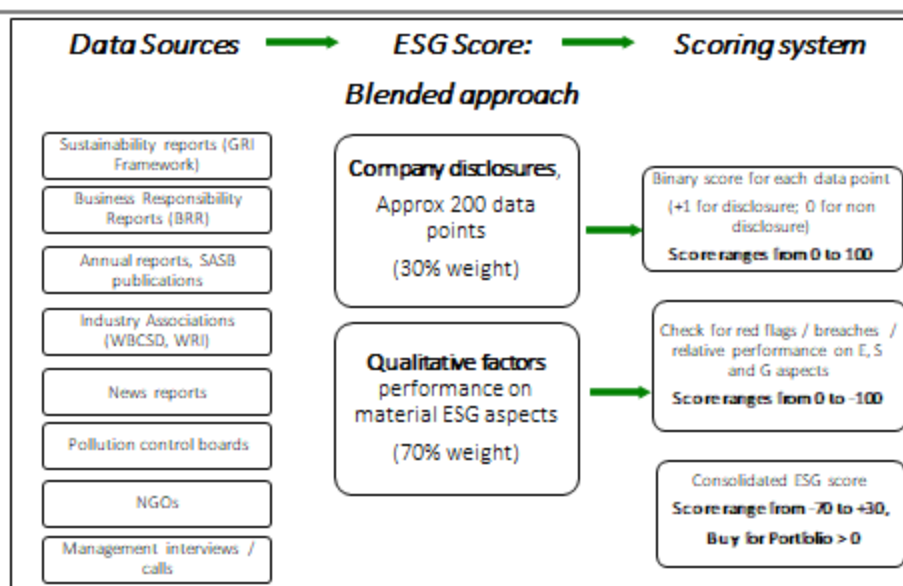 Data Sources
ESG Score:
Blended approach
Scoring system
Sustainability reports (GRI
Framework)
Business Responsibility
Reports (BRR)
Annual reports, SASB
publications
Industry Associations
(WBCSD, WRI)
News reports
Pollution control boards
NGOs
Management interviews /
calls
Company disclosures,
Approx 200 data
points
(30% weight)
Qualitative factors
performance on
material ESG aspects
(70% weight)
Binary score for each data point
(+1 for disclosure; 0 for non
disclosure)
Score ranges from 0 to 100
Check for red flags / breaches /
relative performance on E, S
and G aspects
Score ranges from 0 to -100
Consolidated ESG score
Score range from -70 to +30,
Buy for Portfolio > 0